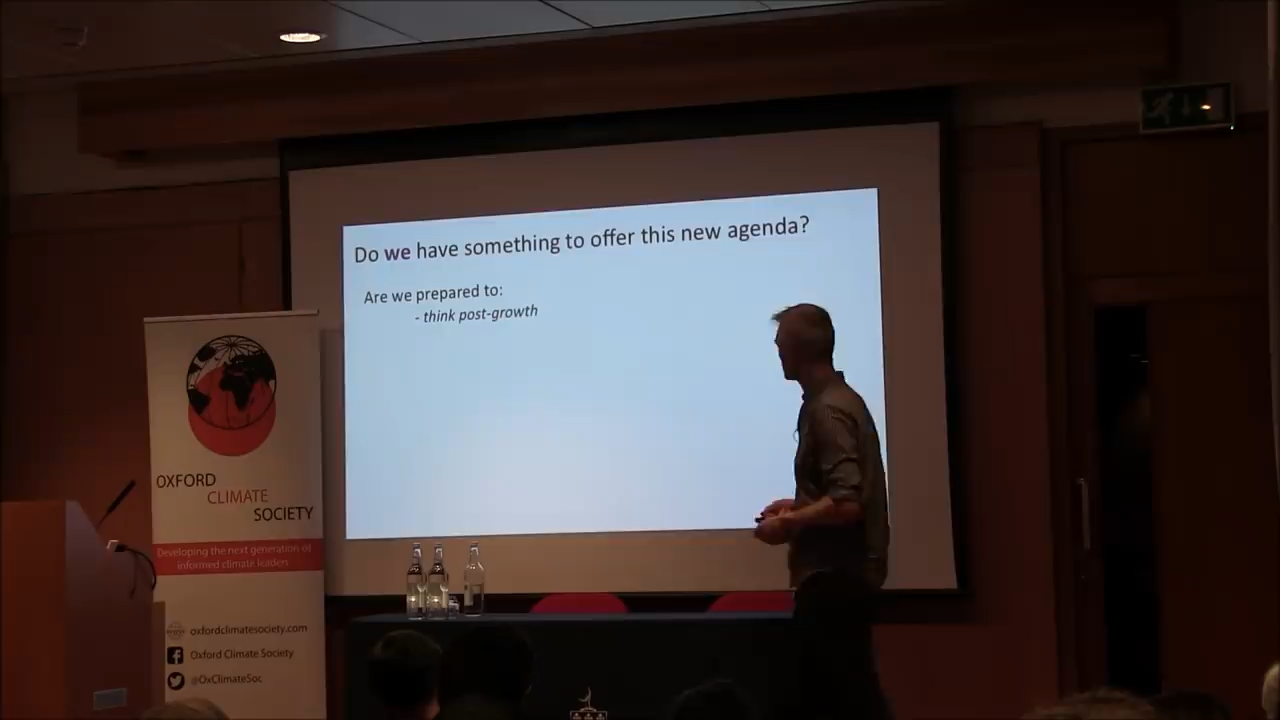 Do we have something to offer this new agenda?
Are we prepared to:
- think post-growth
OXFORD
CLIMATE
SOCIETY
Developing the next generation of
informed climate leaders
oxfordclimatesociety.com
Oxford Climate Society
@OxClimateSoc